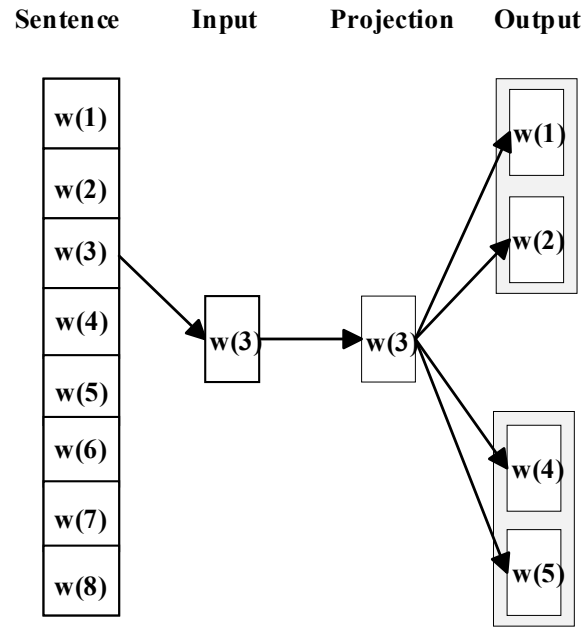 Sentence Input Projection Output
w(1)
w(2)
w(3)
w(4)
w(5)
w(6)
w(7)
w(8)
w(3)
w(3)
w(1)
w(2)
w(4)
w(5)